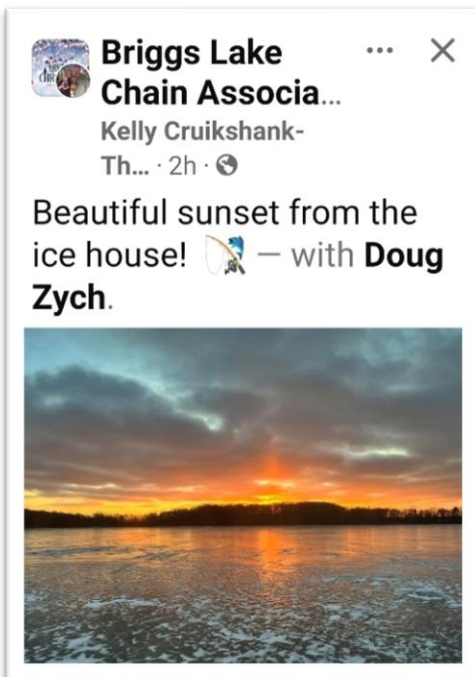 Briggs Lake
Chain Associa...
Kelly Cruikshank-
Th... · 2h ·
Beautiful sunset from the
ice house! 🎣 — with Doug
Zych.